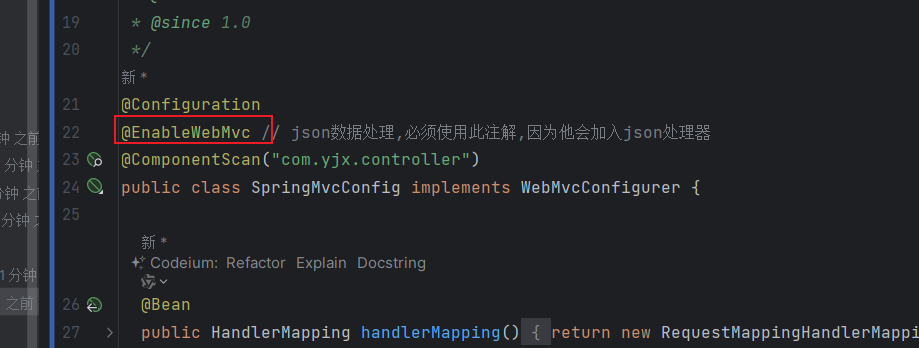 19 * @since 1.0
20 */
新 *
21 @Configuration
钟 之前 22 @EnableWebMvc // json数据处理,必须使用此注解,因为他会加入json处理器
分钟 之前 23 @ComponentScan("com.yjx.controller")
分钟 之前 24 public class SpringMvcConfig implements WebMvcConfigurer {
分钟 25
新 *
Codeium: Refactor Explain Docstring
1 分钟
之前 26 @Bean
27 public HandlerMapping handlerMapping() { return new RequestMappingHandlerMappi